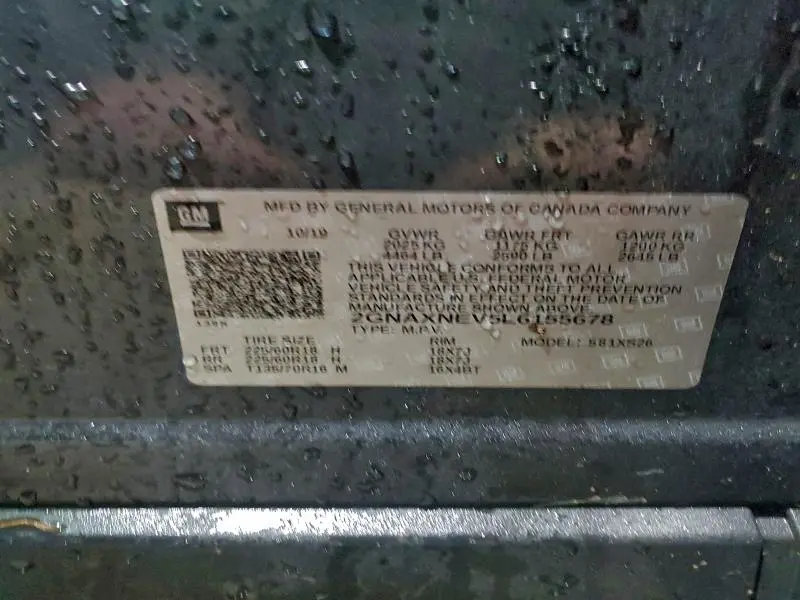 GM
MFD BY GENERAL MOTORS OF CANADA COMPANY
10/19 GVWR GAWR FRT GAWR RR
2025 KG 1175 KG 1200 KG
4464 LB 2590 LB 2645 LB
THIS VEHICLE CONFORMS TO ALL
APPLICABLE U.S. FEDERAL MOTOR
VEHICLE SAFETY AND THEFT PREVENTION
STANDARDS IN EFFECT ON THE DATE OF
MANUFACTURE SHOWN ABOVE.
2GNAXNEV5L6155678
TYPE: M.P.V. MODEL: 581XS26
TIRE SIZE RIM
FRT 225/60R18 H 18X7J
RR 225/60R18 H 18X7J
SPA T135/70R16 M 16X4BT